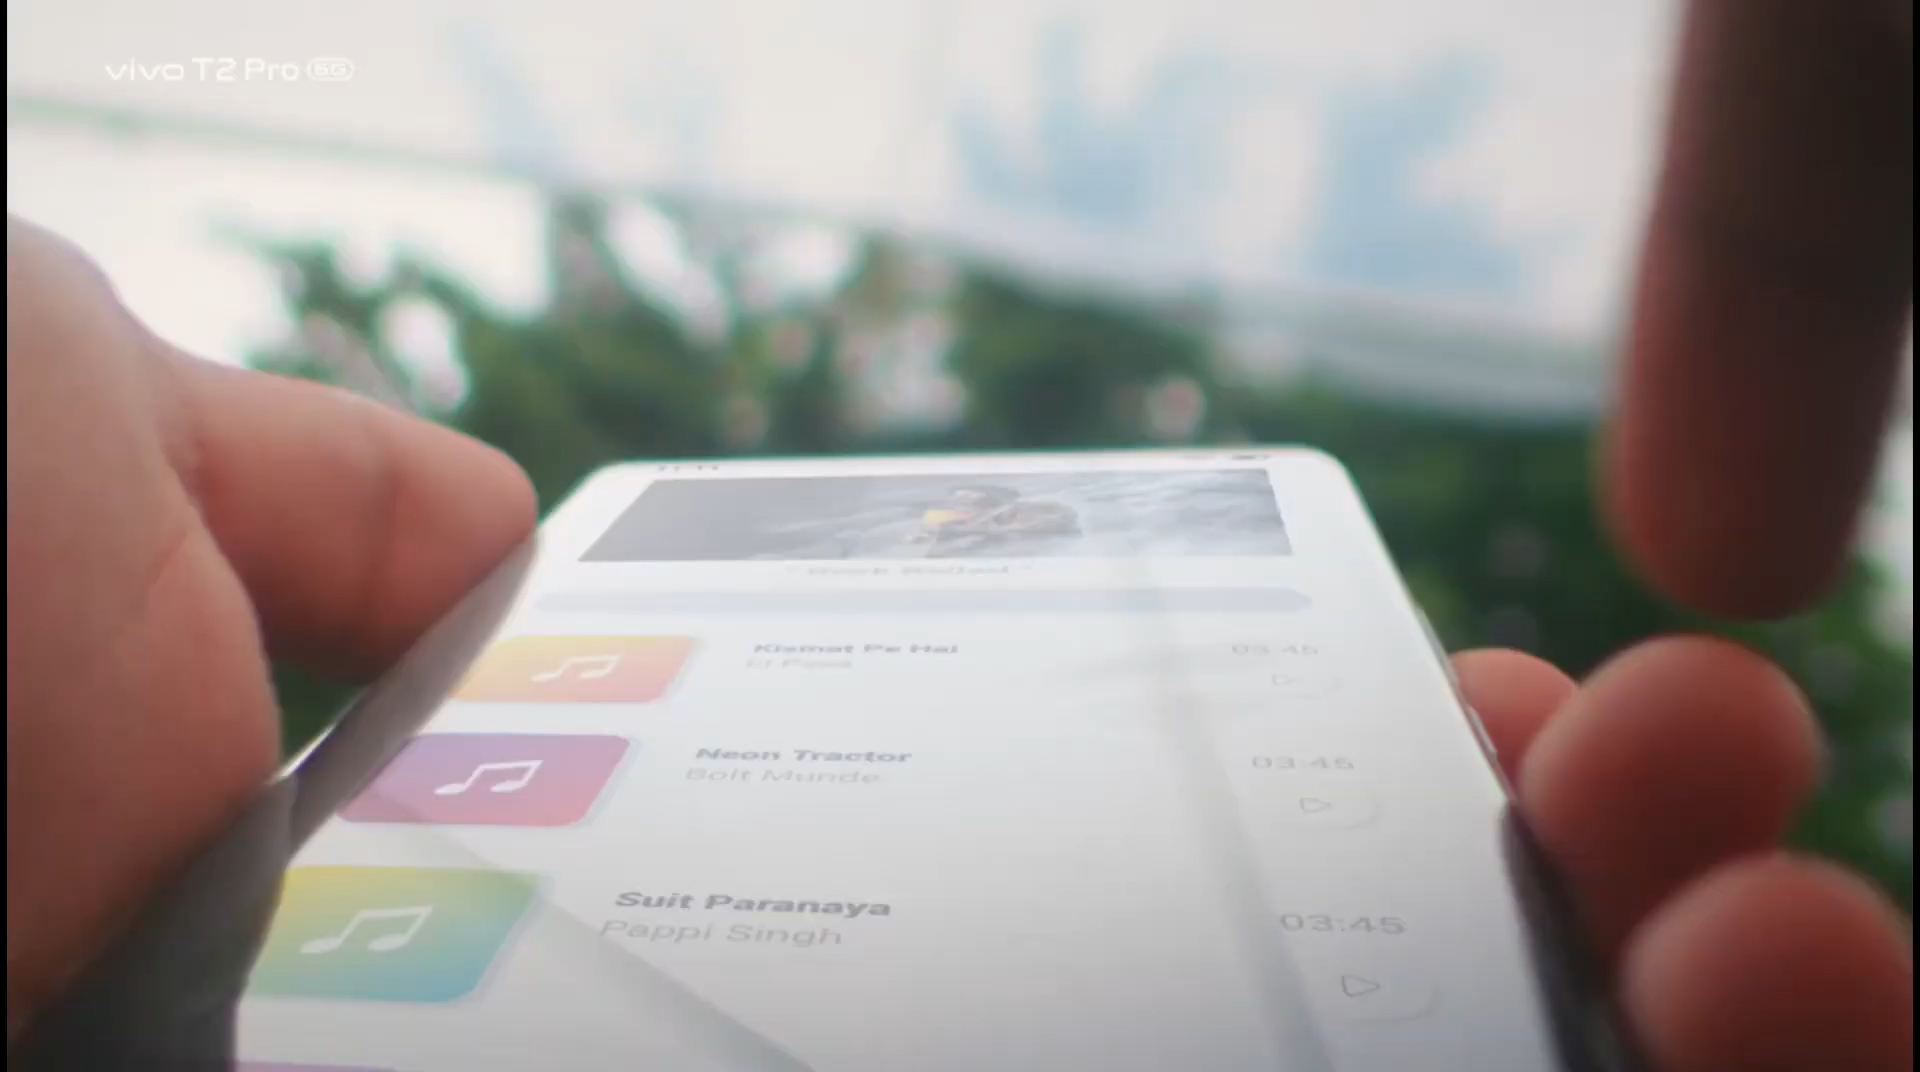 vivo T2 Pro 5G
Kismat Pe Hai
03:45
Neon Tractor
Bolt Munde
03:45
Suit Paranaya
Pappi Singh
03:45